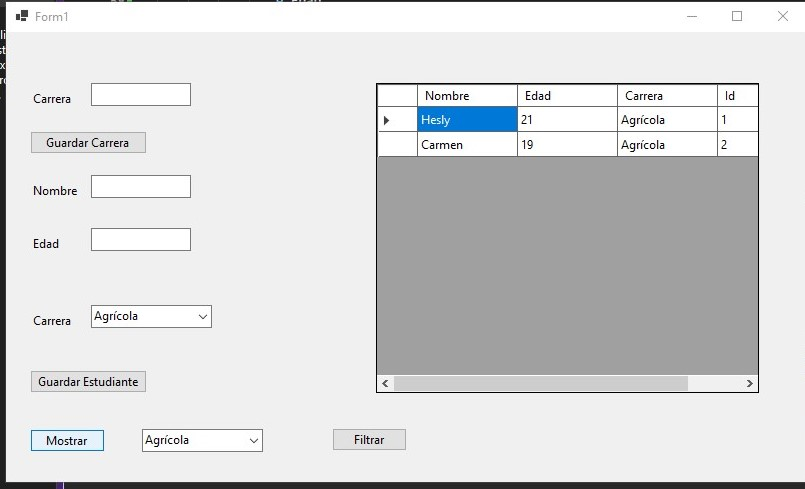 Form1
Carrera
Guardar Carrera
Nombre
Edad
Carrera Agrícola
Guardar Estudiante
Mostrar Agrícola Filtrar
Nombre Edad Carrera Id
Hesly 21 Agrícola 1
Carmen 19 Agrícola 2